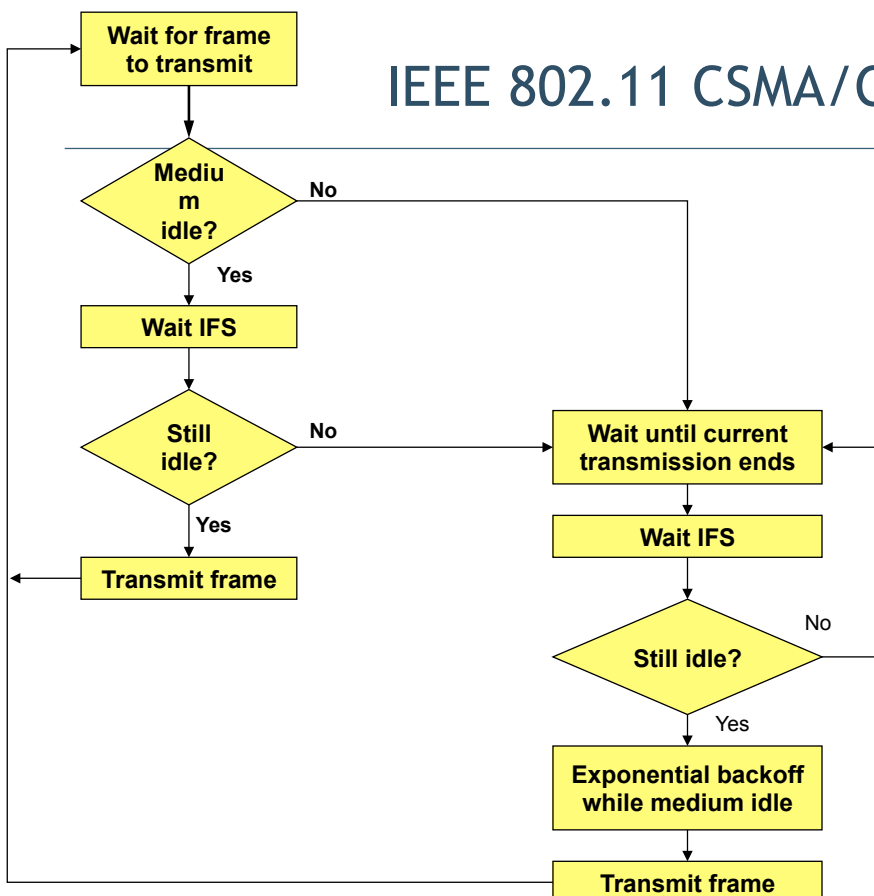 Wait for frame
to transmit
IEEE 802.11 CSMA/C
Mediu
m
idle?
No
Yes
Wait IFS
Still
idle?
No
Wait until current
transmission ends
Yes
Wait IFS
Transmit frame
No
Still idle?
Yes
Exponential backoff
while medium idle
Transmit frame